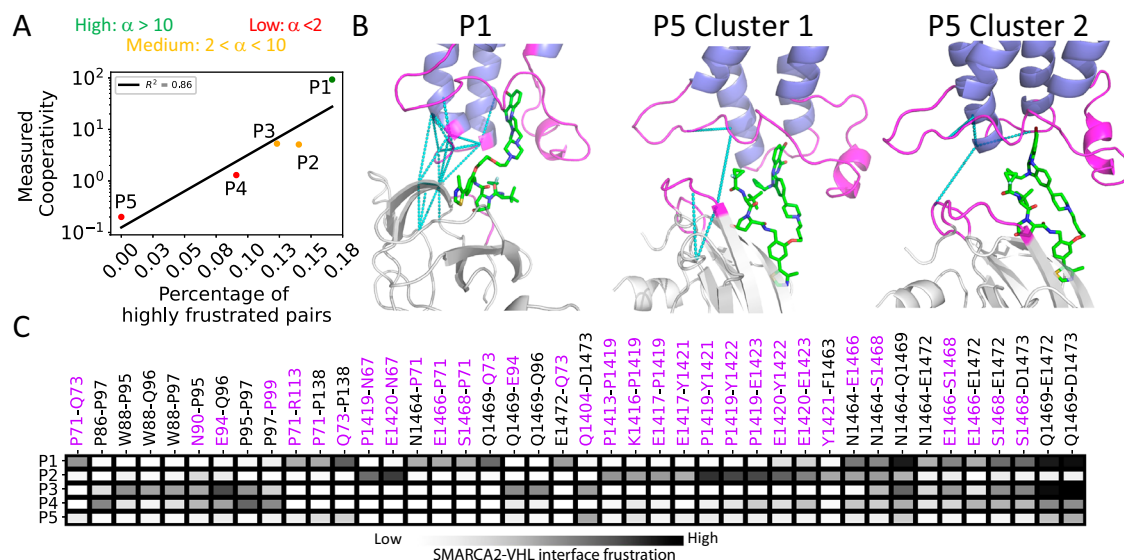 A
High: α > 10
Low: α <2
Medium: 2 < α < 10
R² = 0.86
10²
10¹
10⁰
10⁻¹
Measured
Cooperativity
P1
P3
P2
P4
P5
0.00
0.03
0.05
0.08
0.10
0.13
0.15
0.18
Percentage of
highly frustrated pairs
B
P1
P5 Cluster 1
P5 Cluster 2
C
P71-Q73
P86-P97
W88-P95
W88-Q96
W88-P97
N90-P95
E94-Q96
P95-P97
P97-P99
P71-R113
P71-P138
Q73-P138
P1419-N67
E1420-N67
N1464-P71
E1466-P71
S1468-P71
Q1469-Q73
Q1469-E94
Q1469-Q96
E1472-Q73
Q1404-D1473
P1413-P1419
K1416-P1419
E1417-P1419
E1417-Y1421
P1419-Y1421
P1419-Y1422
P1419-E1423
E1420-Y1422
E1420-E1423
Y1421-F1463
N1464-E1466
N1464-S1468
N1464-Q1469
N1464-E1472
E1466-S1468
E1466-E1472
S1468-E1472
S1468-D1473
Q1469-E1472
Q1469-D1473
P1
P2
P3
P4
P5
Low
High
SMARCA2-VHL interface frustration